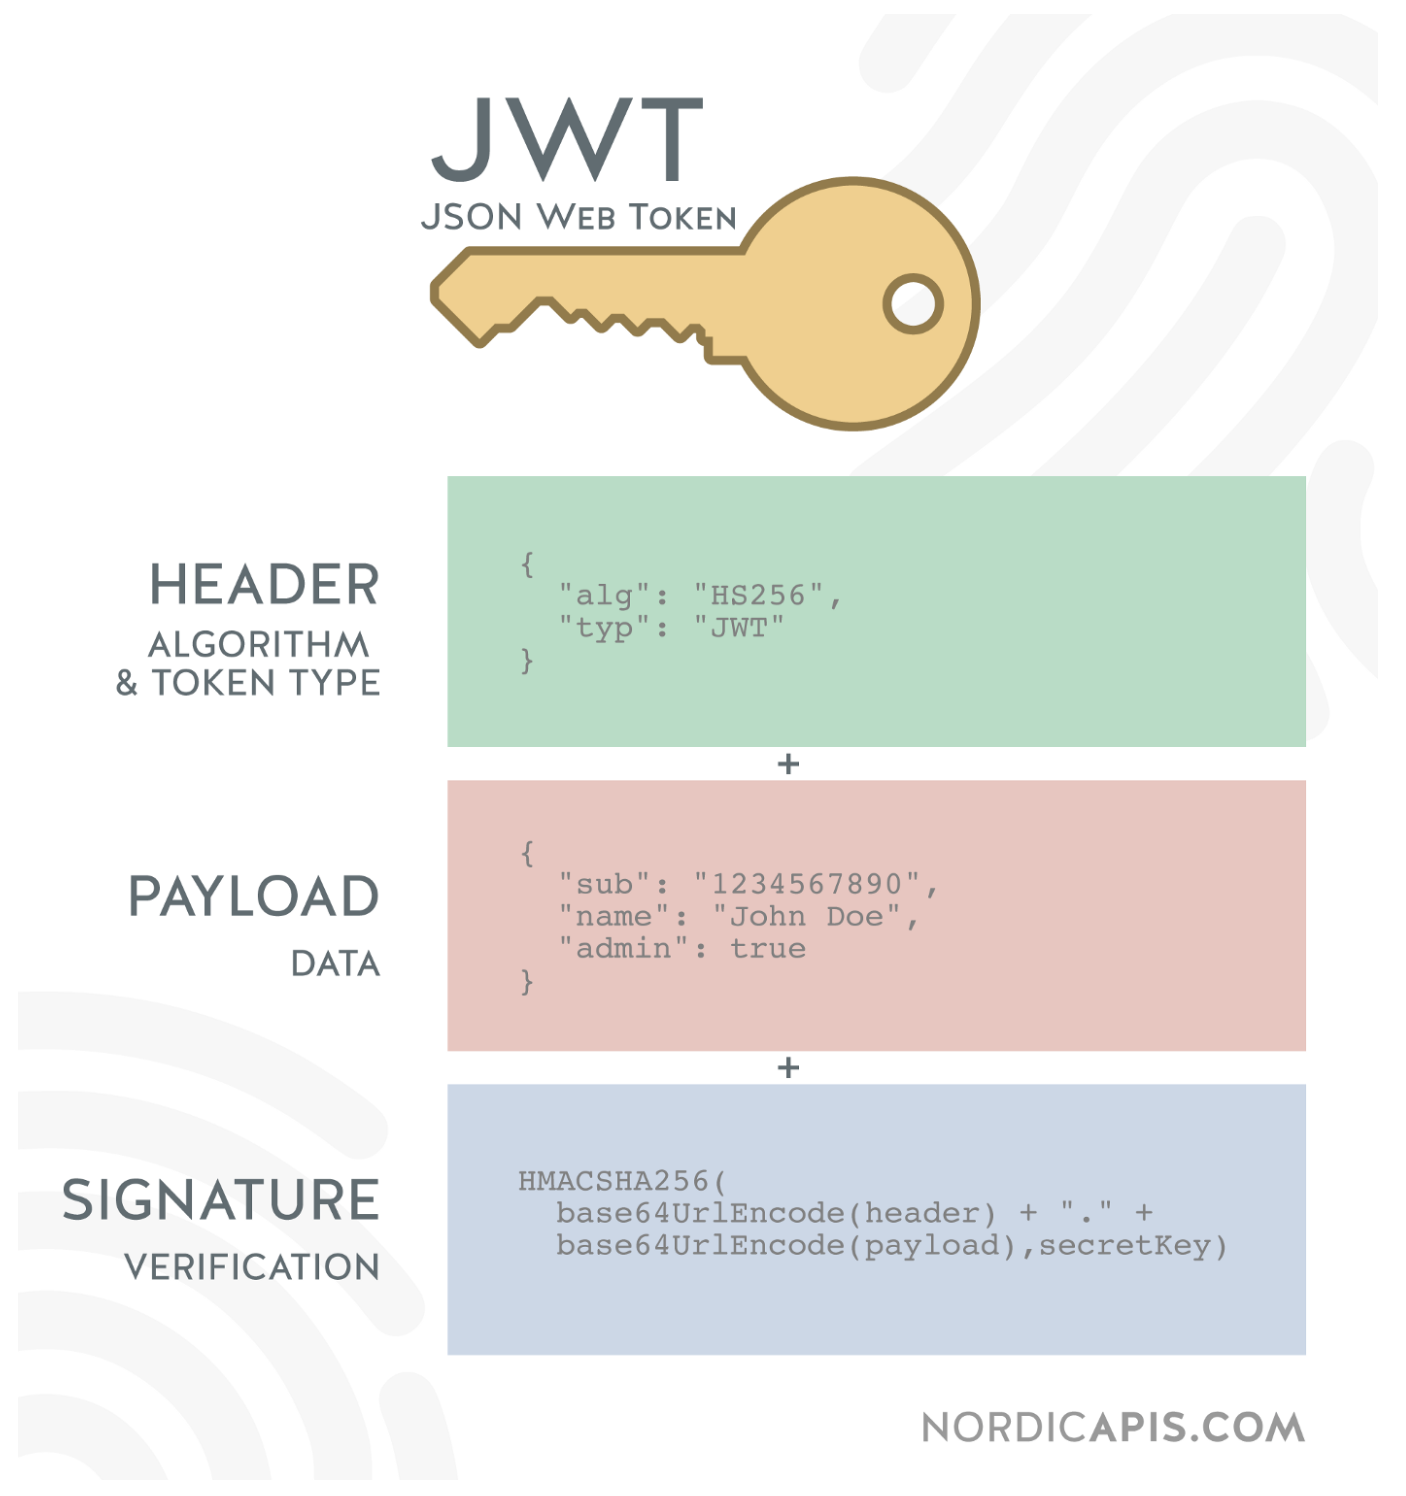 JWT
JSON Web Token
HEADER
ALGORITHM
& TOKEN TYPE
{
  "alg": "HS256",
  "typ": "JWT"
}
+
PAYLOAD
DATA
{
  "sub": "1234567890",
  "name": "John Doe",
  "admin": true
}
+
SIGNATURE
VERIFICATION
HMACSHA256(
  base64UrlEncode(header) + "." +
  base64UrlEncode(payload),secretKey)
NORDICAPIS.COM